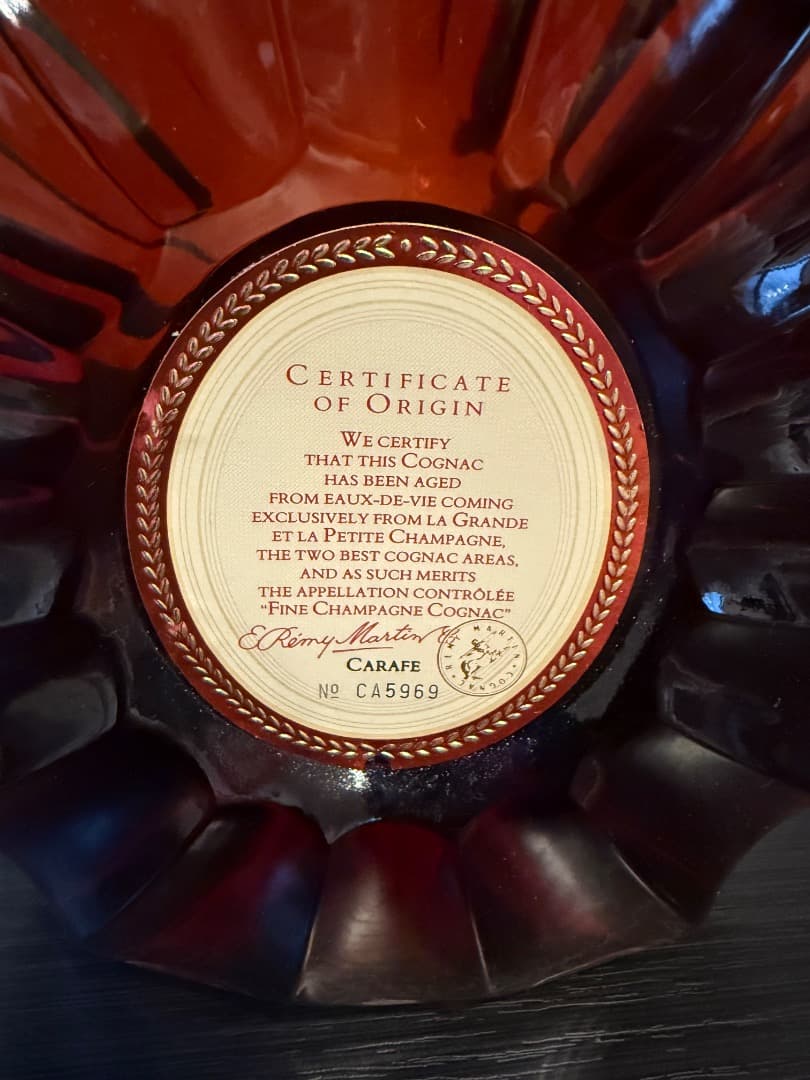 CERTIFICATE
OF ORIGIN
WE CERTIFY
THAT THIS COGNAC
HAS BEEN AGED
FROM EAUX-DE-VIE COMING
EXCLUSIVELY FROM LA GRANDE
ET LA PETITE CHAMPAGNE,
THE TWO BEST COGNAC AREAS,
AND AS SUCH MERITS
THE APPELLATION CONTRÔLÉE
“FINE CHAMPAGNE COGNAC”
E. Rémy Martin & Co
CARAFE
Nº CA5969
MARTIN COGNAC